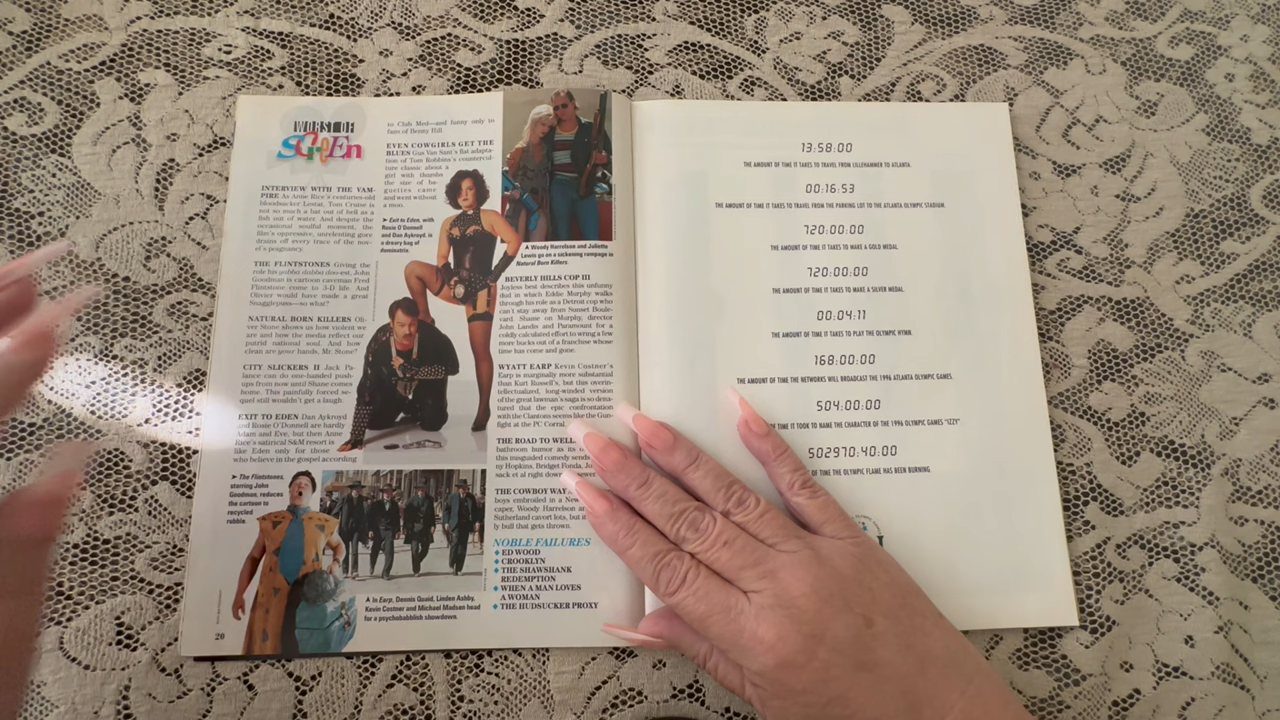 WORST OF
SCREEN
INTERVIEW WITH THE VAM-
PIRE As Anne Rice's centuries-old
bloodsucker Lestat, Tom Cruise is
not so much a bat out of hell as a
fish out of water. And despite the
occasional soulful moment, the
film's oppressive, unrelenting gore
drains off every trace of the nov-
el's pegnancy.
THE FLINTSTONES Giving the
role his yabba dabba doo-est, John
Goodman is cartoon caveman Fred
Flintstone come to 3-D life. And
Olivier would have made a great
Snagglepuss—so what?
NATURAL BORN KILLERS Oli-
ver Stone shows us how violent we
are and how the media reflect our
putrid national soul. And how
clean are your hands, Mr. Stone?
CITY SLICKERS II Jack Pa-
lance can do one-handed push-
ups from now until Shane comes
home. This painfully forced se-
quel still wouldn't get a laugh.
EXIT TO EDEN Dan Aykroyd
and Rosie O'Donnell are hardly
Adam and Eve, but then Anne
Rice's satirical S&M resort is
like Eden only for those
who believe in the gospel according
➤ The Flintstones,
starring John
Goodman, reduces
the cartoon to
recycled
rubble.
20
to Club Med—and funny only to
fans of Benny Hill.
EVEN COWGIRLS GET THE
BLUES Gus Van Sant's flat adapta-
tion of Tom Robbins's countercul-
ture classic about a
girl with thumbs
the size of ba-
guettes came
and went without
a moo.
➤ Exit to Eden, with
Rosie O'Donnell
and Dan Aykroyd, is
a dreary bag of
dominatrix.
▲ In Earp, Dennis Quaid, Linden Ashby,
Kevin Costner and Michael Madsen head
for a psychobabblish showdown.
▲ Woody Harrelson and Juliette
Lewis go on a sickening rampage in
Natural Born Killers.
BEVERLY HILLS COP III
Joyless best describes this unfunny
dud in which Eddie Murphy walks
through his role as a Detroit cop who
can't stay away from Sunset Boule-
vard. Shame on Murphy, director
John Landis and Paramount for a
coldly calculated effort to wring a few
more bucks out of a franchise whose
time has come and gone.
WYATT EARP Kevin Costner's
Earp is marginally more substantial
than Kurt Russell's, but this overin-
tellectualized, long-winded version
of the great lawman's saga is so dena-
tured that the epic confrontation
with the Clantons seems like the Gun-
fight at the PC Corral.
THE ROAD TO WELL
bathroom humor as its
this misguided comedy sends
ny Hopkins, Bridget Fonda, Jo
sack et al right down sewer.
THE COWBOY WAY
boys embroiled in a New
caper, Woody Harrelson an
Sutherland cavort lots, but it
ly bull that gets thrown.
NOBLE FAILURES
◆ ED WOOD
◆ CROOKLYN
◆ THE SHAWSHANK
REDEMPTION
◆ WHEN A MAN LOVES
A WOMAN
◆ THE HUDSUCKER PROXY
13:58:00
THE AMOUNT OF TIME IT TAKES TO TRAVEL FROM LILLEHAMMER TO ATLANTA.
00:16:53
THE AMOUNT OF TIME IT TAKES TO TRAVEL FROM THE PARKING LOT TO THE ATLANTA OLYMPIC STADIUM.
720:00:00
THE AMOUNT OF TIME IT TAKES TO MAKE A GOLD MEDAL.
720:00:00
THE AMOUNT OF TIME IT TAKES TO MAKE A SILVER MEDAL.
00:04:11
THE AMOUNT OF TIME IT TAKES TO PLAY THE OLYMPIC HYMN.
168:00:00
THE AMOUNT OF TIME THE NETWORKS WILL BROADCAST THE 1996 ATLANTA OLYMPIC GAMES.
504:00:00
TIME IT TOOK TO NAME THE CHARACTER OF THE 1996 OLYMPIC GAMES "IZZY"
502970:40:00
OF TIME THE OLYMPIC FLAME HAS BEEN BURNING.